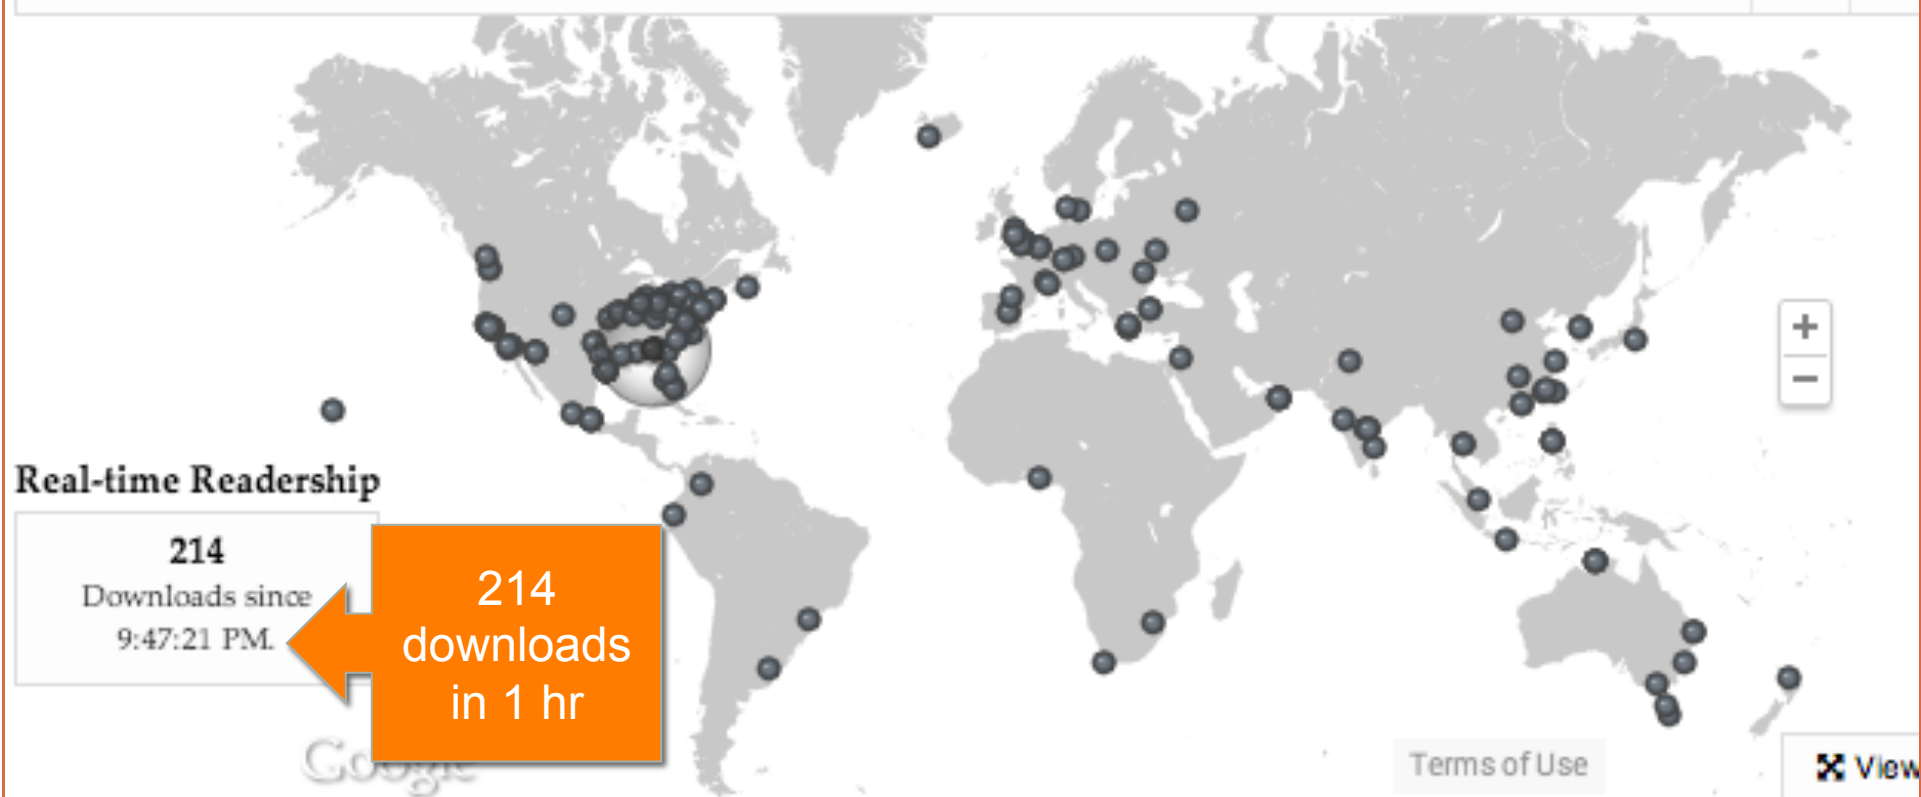 Real-time Readership
214
Downloads since
9:47:21 PM.
214
downloads
in 1 hr
+
−
Google
Terms of Use
View